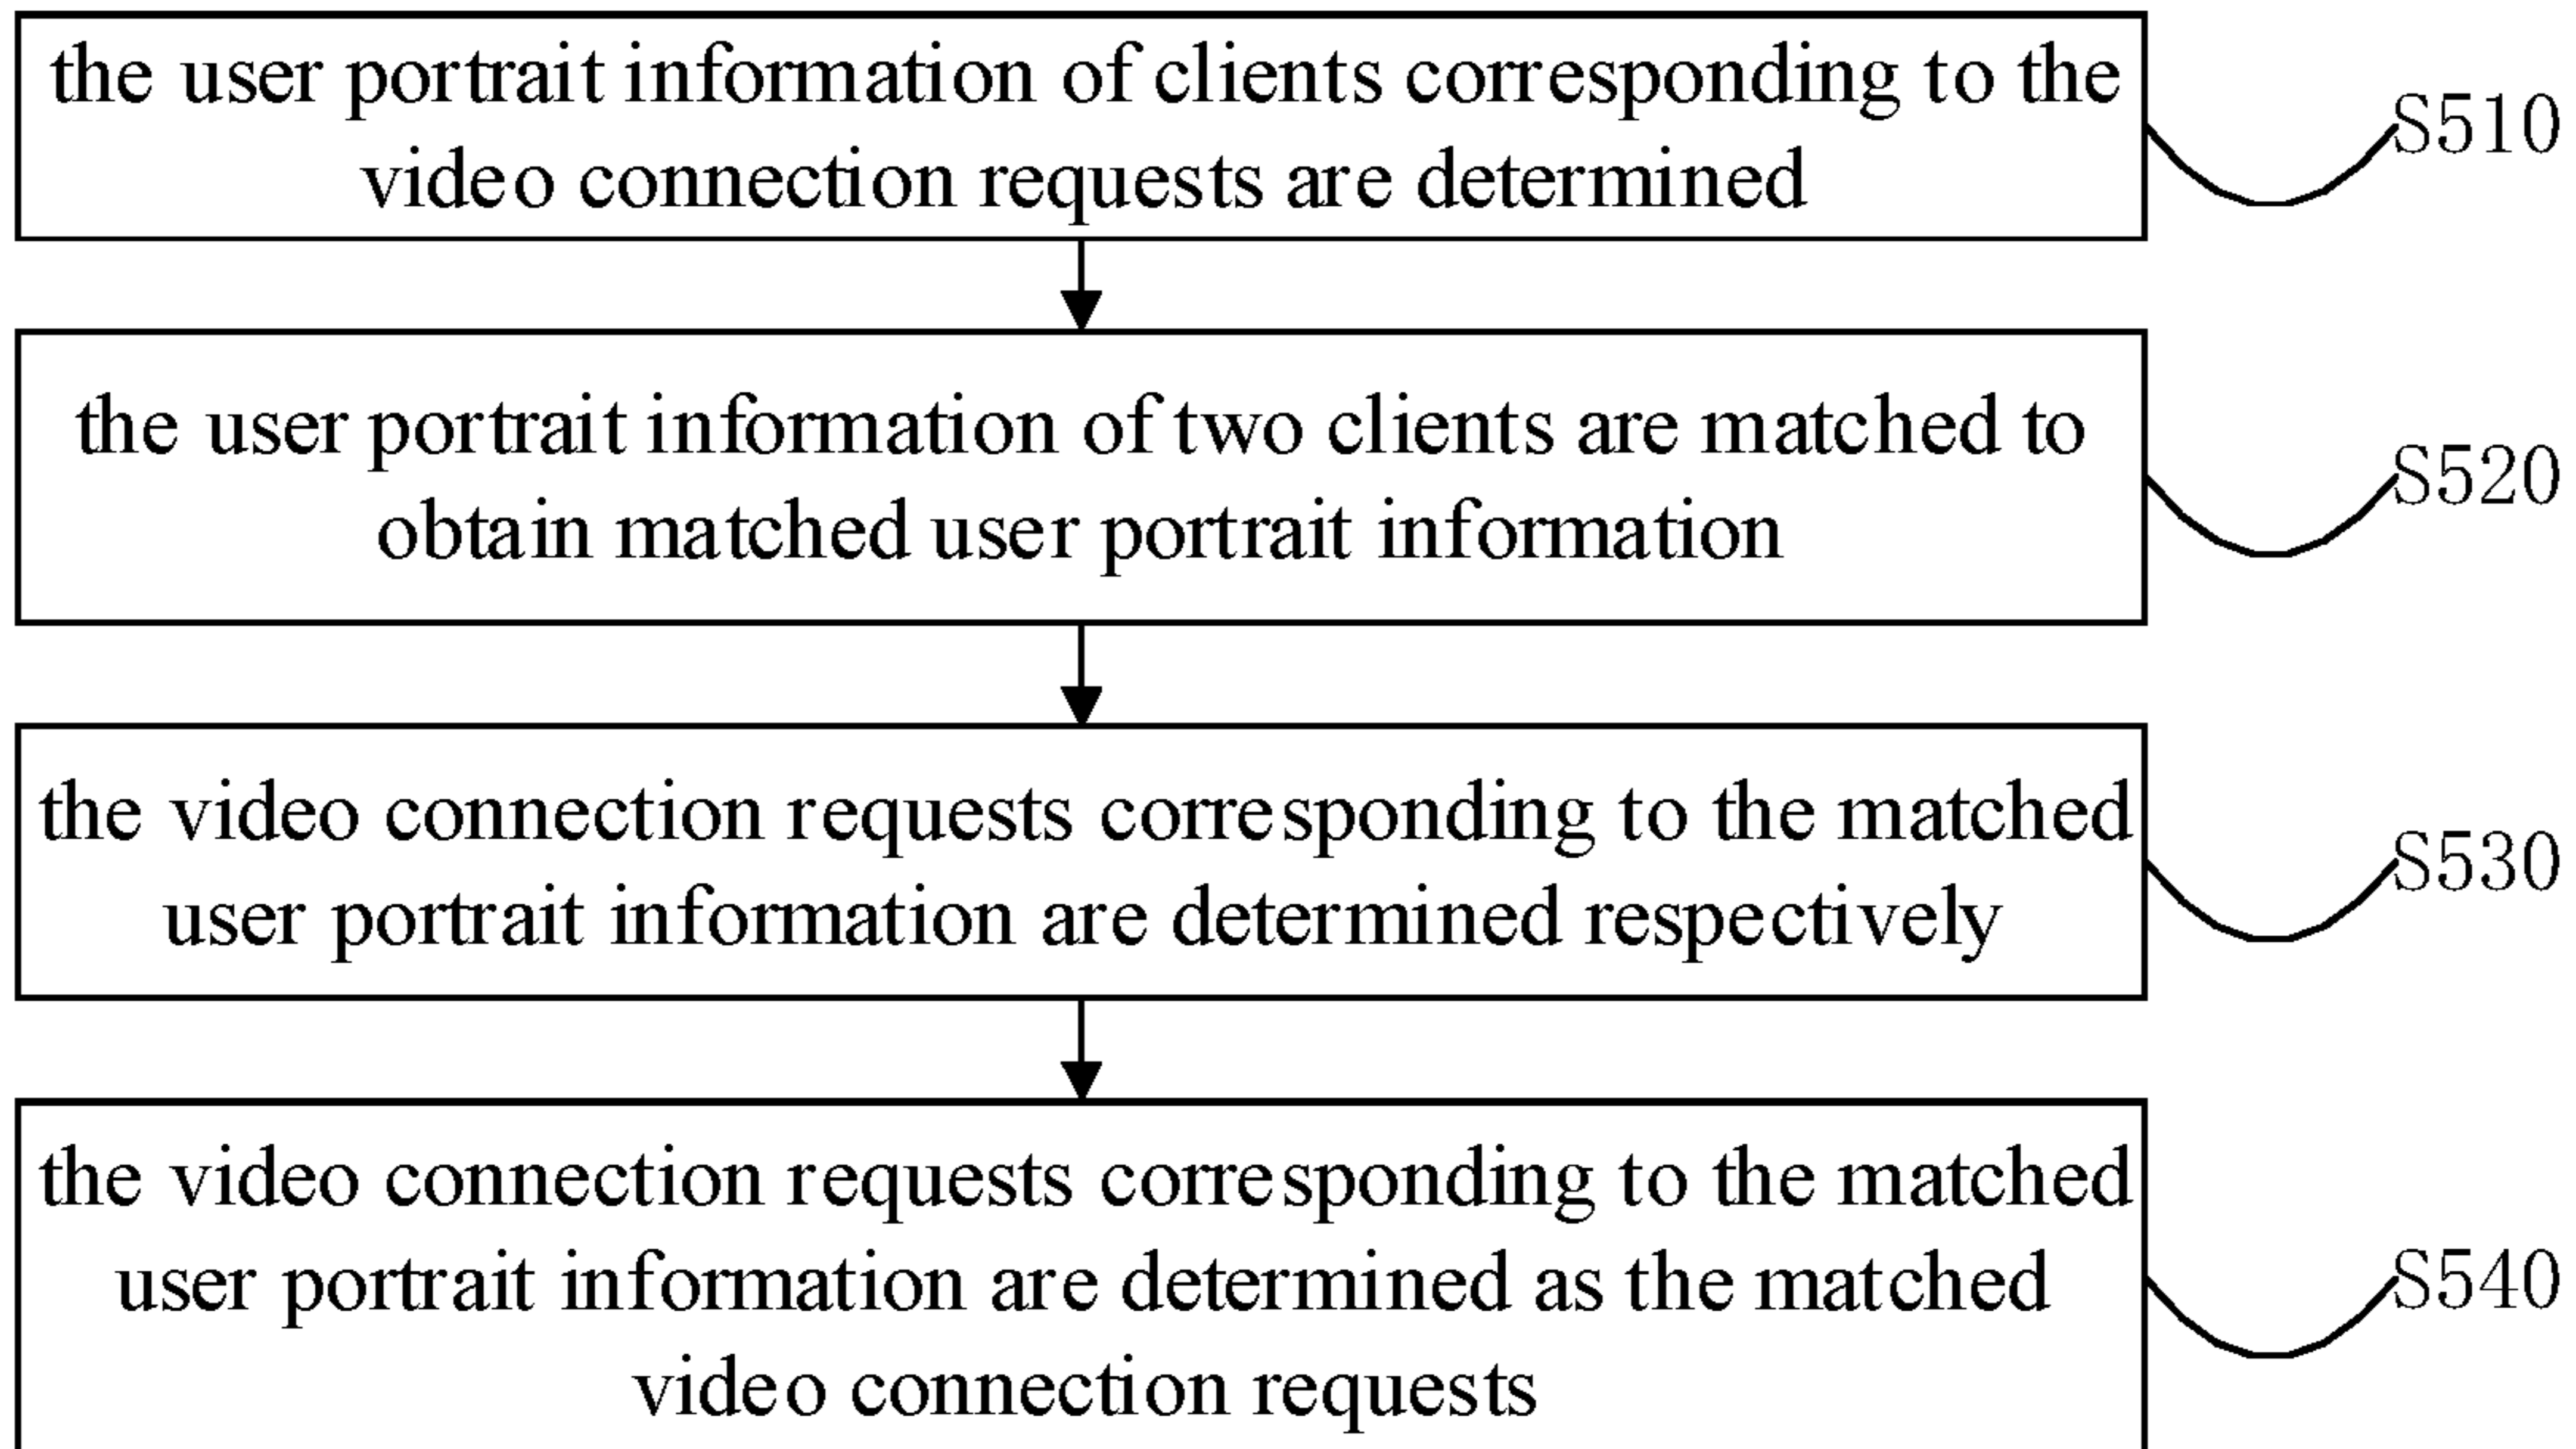 the user portrait information of clients corresponding to the
video connection requests are determined
S510
the user portrait information of two clients are matched to
obtain matched user portrait information
S520
the video connection requests corresponding to the matched
user portrait information are determined respectively
S530
the video connection requests corresponding to the matched
user portrait information are determined as the matched
video connection requests
S540